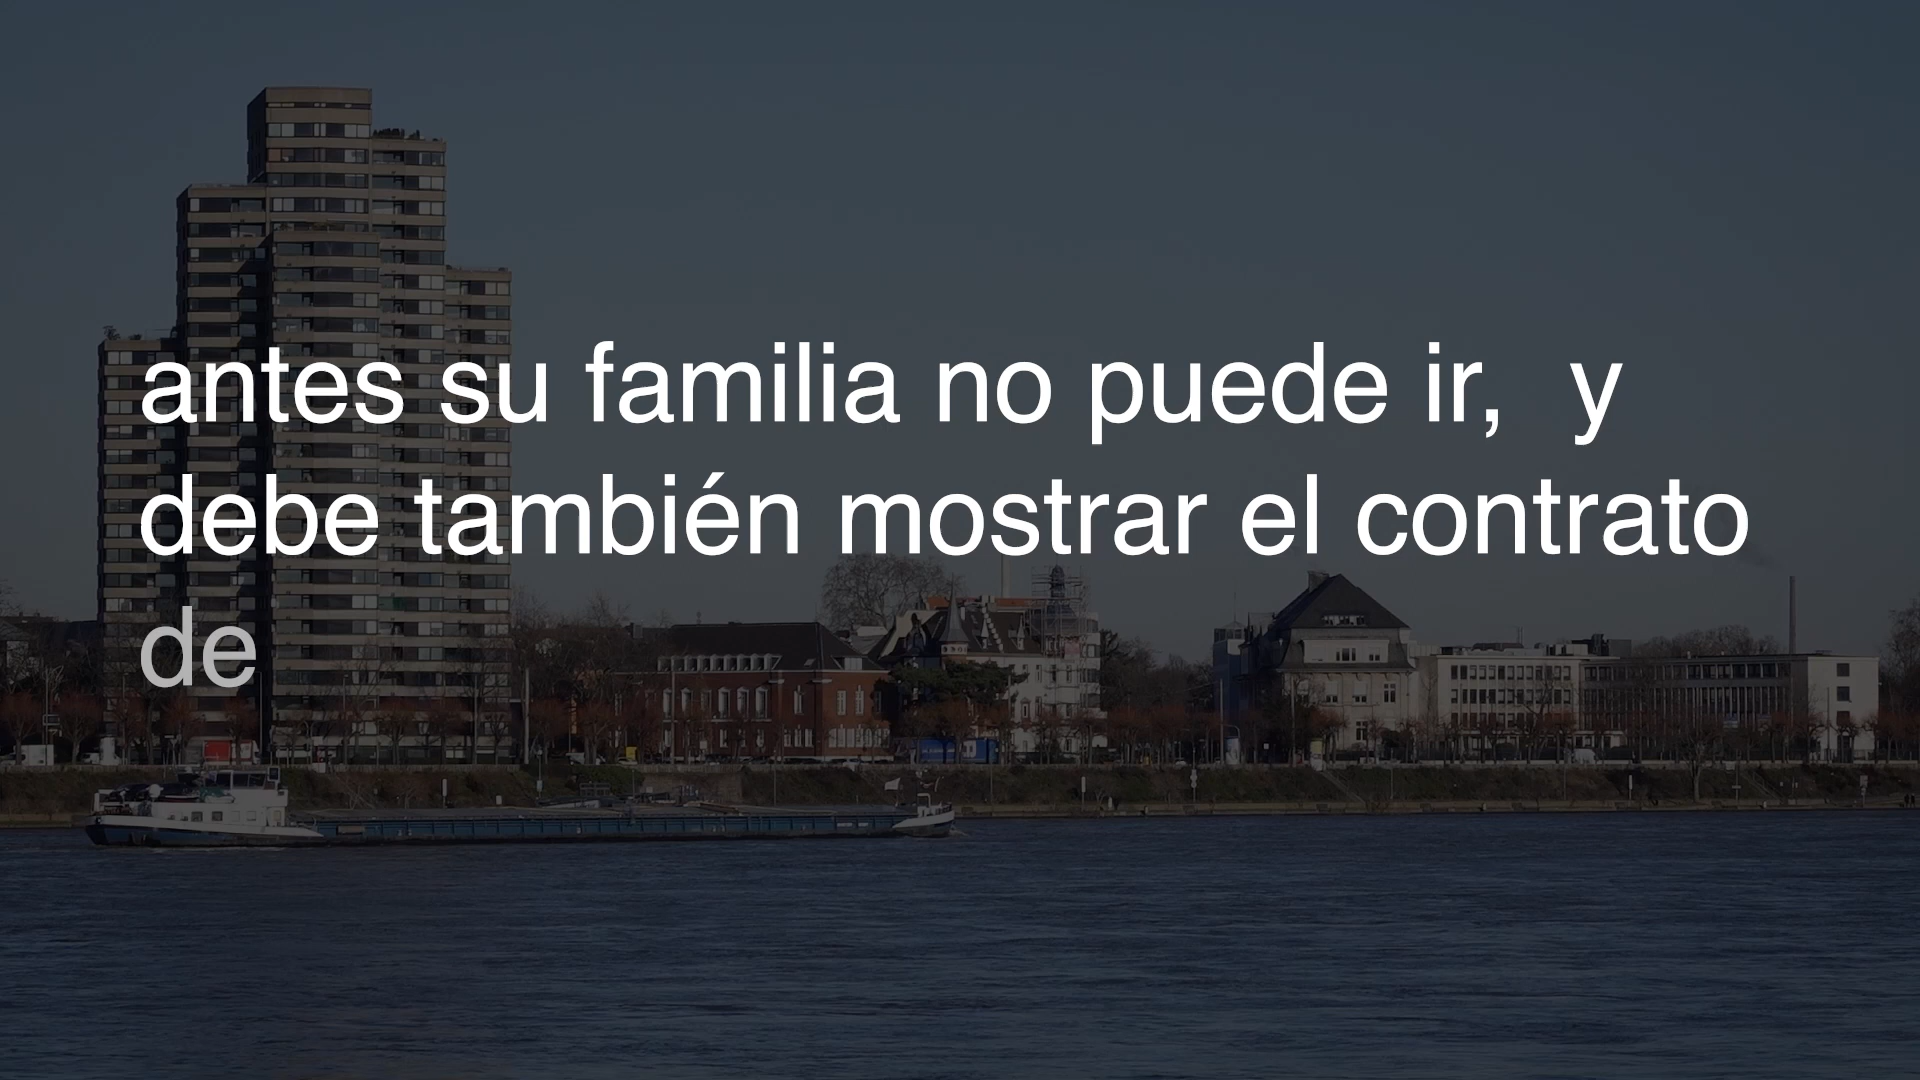 antes su familia no puede ir,  y
debe también mostrar el contrato
de